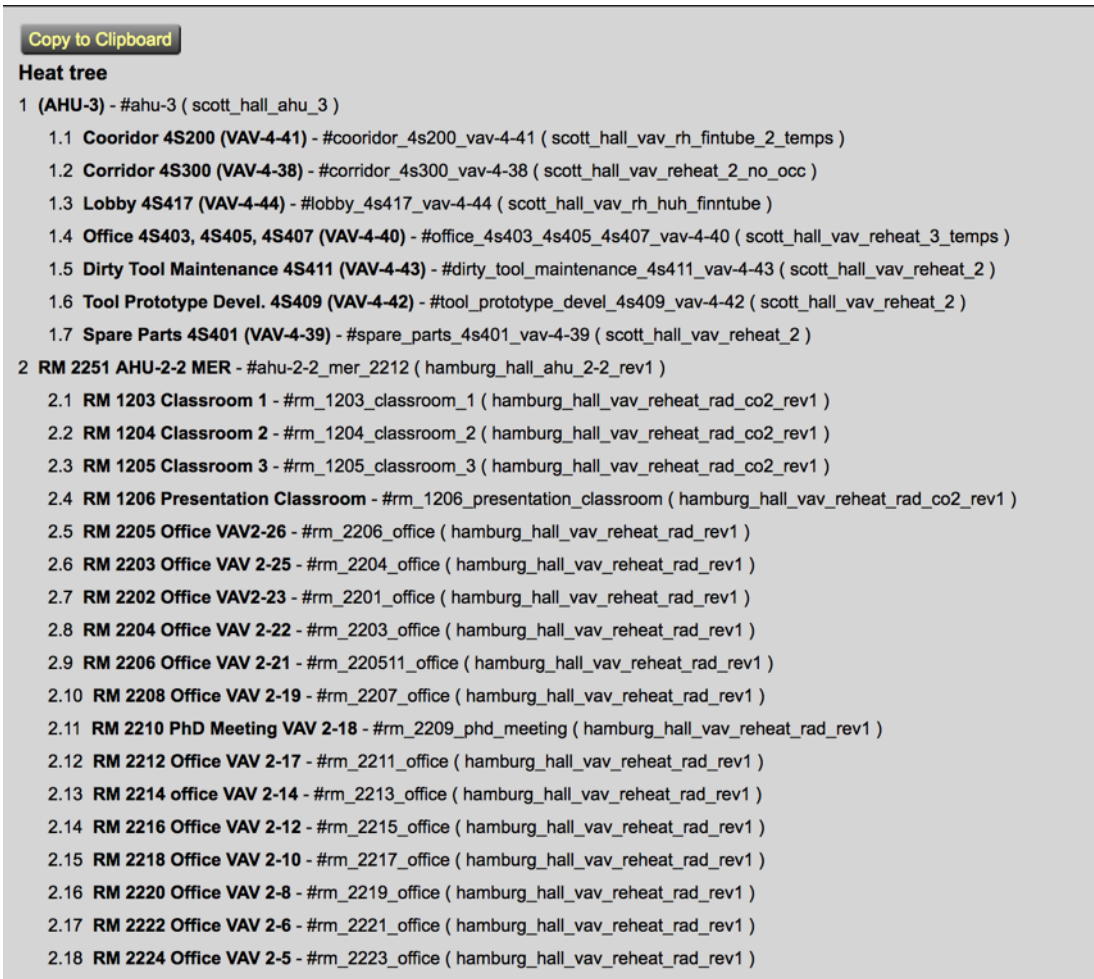 Copy to Clipboard
Heat tree
1 (AHU-3) - #ahu-3 ( scott_hall_ahu_3 )
1.1 Cooridor 4S200 (VAV-4-41) - #cooridor_4s200_vav-4-41 ( scott_hall_vav_rh_fintube_2_temps )
1.2 Corridor 4S300 (VAV-4-38) - #corridor_4s300_vav-4-38 ( scott_hall_vav_reheat_2_no_occ )
1.3 Lobby 4S417 (VAV-4-44) - #lobby_4s417_vav-4-44 ( scott_hall_vav_rh_huh_finntube )
1.4 Office 4S403, 4S405, 4S407 (VAV-4-40) - #office_4s403_4s405_4s407_vav-4-40 ( scott_hall_vav_reheat_3_temps )
1.5 Dirty Tool Maintenance 4S411 (VAV-4-43) - #dirty_tool_maintenance_4s411_vav-4-43 ( scott_hall_vav_reheat_2 )
1.6 Tool Prototype Devel. 4S409 (VAV-4-42) - #tool_prototype_devel_4s409_vav-4-42 ( scott_hall_vav_reheat_2 )
1.7 Spare Parts 4S401 (VAV-4-39) - #spare_parts_4s401_vav-4-39 ( scott_hall_vav_reheat_2 )
2 RM 2251 AHU-2-2 MER - #ahu-2-2_mer_2212 ( hamburg_hall_ahu_2-2_rev1 )
2.1 RM 1203 Classroom 1 - #rm_1203_classroom_1 ( hamburg_hall_vav_reheat_rad_co2_rev1 )
2.2 RM 1204 Classroom 2 - #rm_1204_classroom_2 ( hamburg_hall_vav_reheat_rad_co2_rev1 )
2.3 RM 1205 Classroom 3 - #rm_1205_classroom_3 ( hamburg_hall_vav_reheat_rad_co2_rev1 )
2.4 RM 1206 Presentation Classroom - #rm_1206_presentation_classroom ( hamburg_hall_vav_reheat_rad_co2_rev1 )
2.5 RM 2205 Office VAV2-26 - #rm_2206_office ( hamburg_hall_vav_reheat_rad_rev1 )
2.6 RM 2203 Office VAV 2-25 - #rm_2204_office ( hamburg_hall_vav_reheat_rad_rev1 )
2.7 RM 2202 Office VAV2-23 - #rm_2201_office ( hamburg_hall_vav_reheat_rad_rev1 )
2.8 RM 2204 Office VAV 2-22 - #rm_2203_office ( hamburg_hall_vav_reheat_rad_rev1 )
2.9 RM 2206 Office VAV 2-21 - #rm_220511_office ( hamburg_hall_vav_reheat_rad_rev1 )
2.10 RM 2208 Office VAV 2-19 - #rm_2207_office ( hamburg_hall_vav_reheat_rad_rev1 )
2.11 RM 2210 PhD Meeting VAV 2-18 - #rm_2209_phd_meeting ( hamburg_hall_vav_reheat_rad_rev1 )
2.12 RM 2212 Office VAV 2-17 - #rm_2211_office ( hamburg_hall_vav_reheat_rad_rev1 )
2.13 RM 2214 office VAV 2-14 - #rm_2213_office ( hamburg_hall_vav_reheat_rad_rev1 )
2.14 RM 2216 Office VAV 2-12 - #rm_2215_office ( hamburg_hall_vav_reheat_rad_rev1 )
2.15 RM 2218 Office VAV 2-10 - #rm_2217_office ( hamburg_hall_vav_reheat_rad_rev1 )
2.16 RM 2220 Office VAV 2-8 - #rm_2219_office ( hamburg_hall_vav_reheat_rad_rev1 )
2.17 RM 2222 Office VAV 2-6 - #rm_2221_office ( hamburg_hall_vav_reheat_rad_rev1 )
2.18 RM 2224 Office VAV 2-5 - #rm_2223_office ( hamburg_hall_vav_reheat_rad_rev1 )